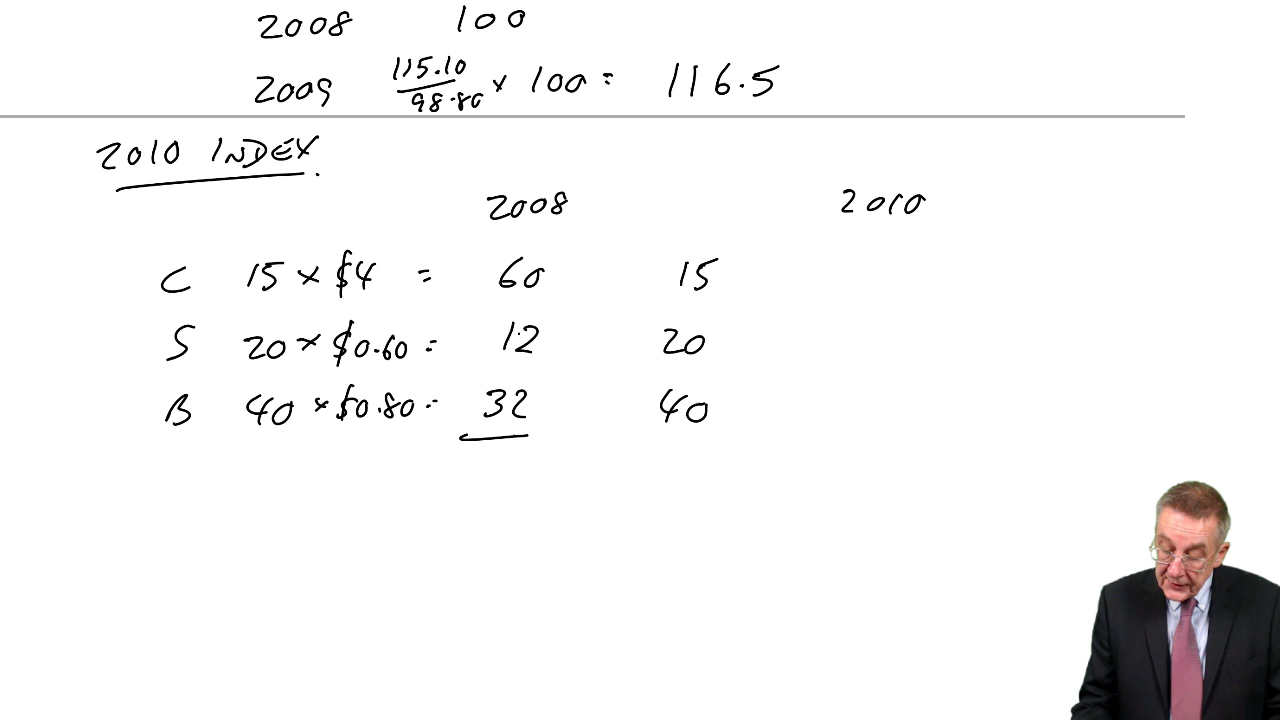 2008 100
2009 115.10/98.80 × 100 = 116.5
2010 INDEX.
2008 2010
C 15 × $4 = 60 15
S 20 × $0.60 = 12 20
B 40 × $0.80 = 32 40